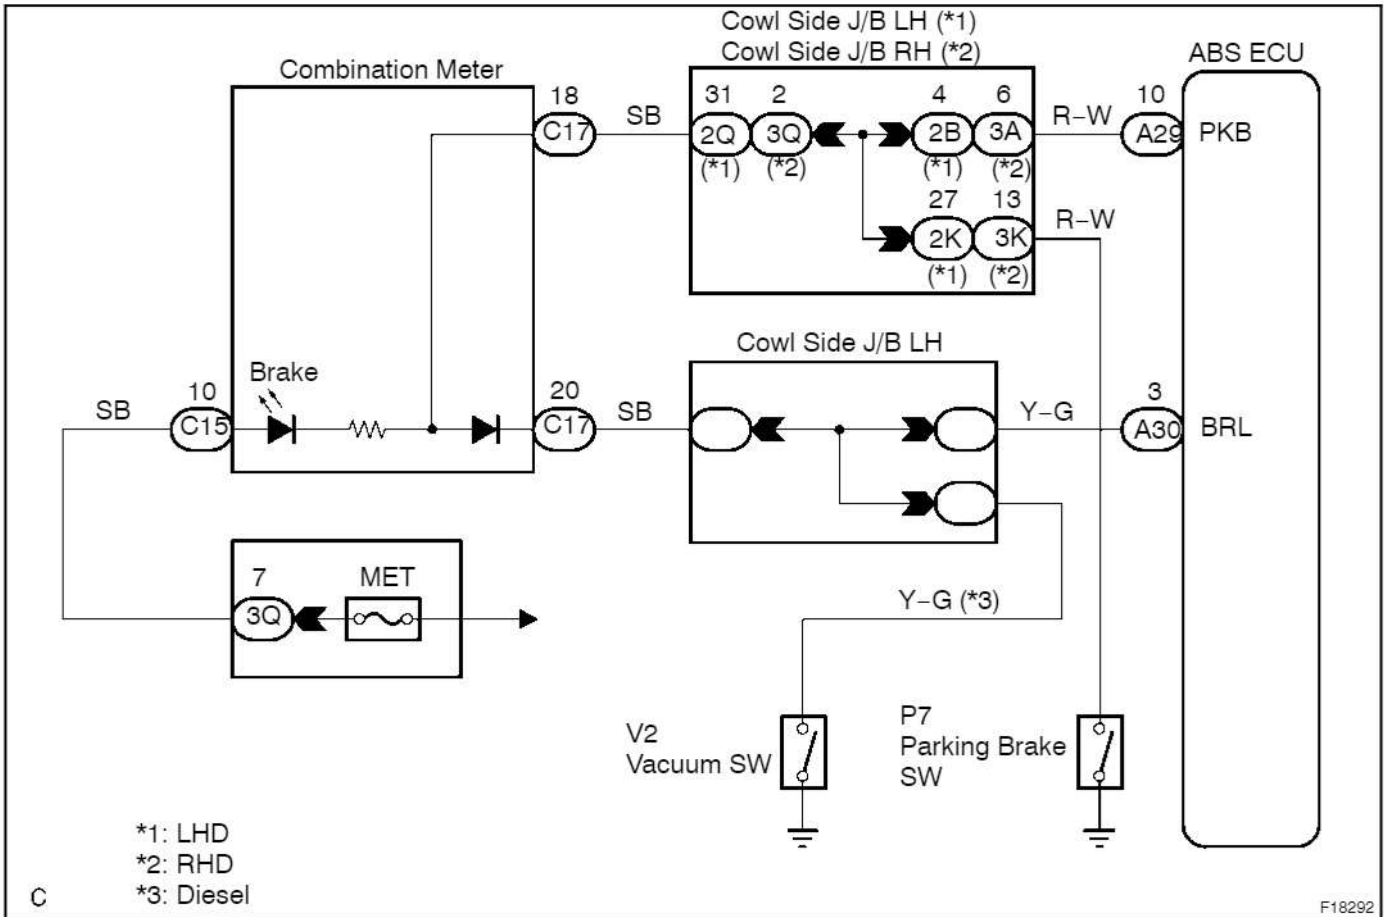 Cowl Side J/B LH (*1)
Cowl Side J/B RH (*2)
ABS ECU
Combination Meter
18
C17
SB
31
2
4
6
2Q
3Q
2B
3A
(*1)
(*2)
(*1)
(*2)
R-W
10
A29
PKB
27
13
2K
3K
(*1)
(*2)
R-W
Cowl Side J/B LH
Brake
SB
10
C15
20
C17
SB
Y-G
3
A30
BRL
7
MET
3Q
Y-G (*3)
V2
Vacuum SW
P7
Parking Brake
SW
*1: LHD
*2: RHD
*3: Diesel
C
F18292